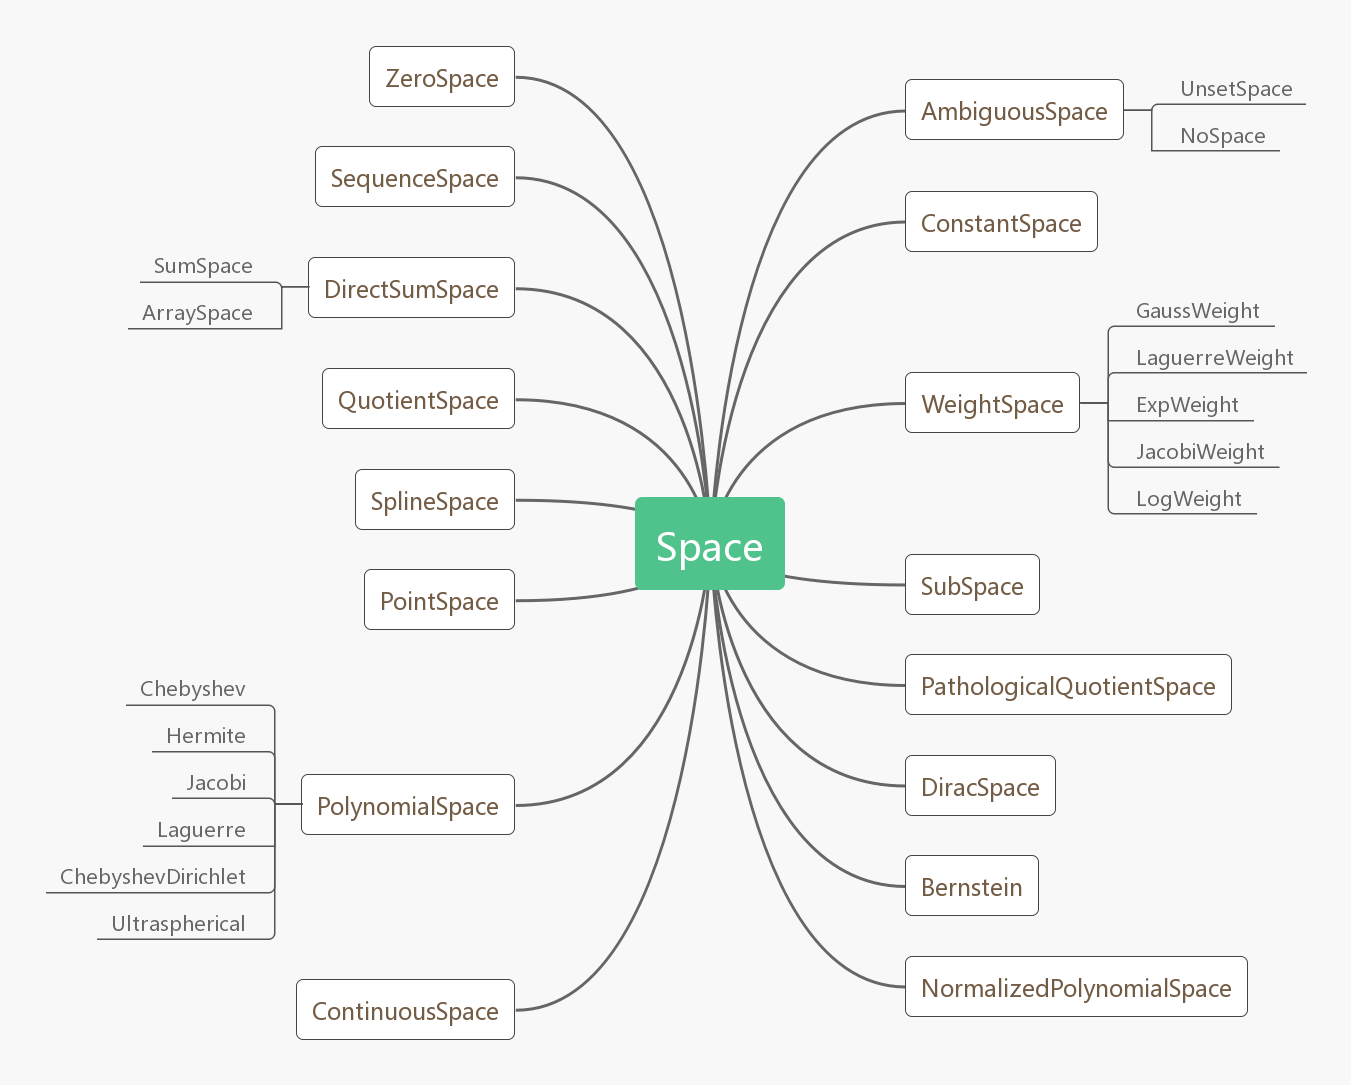 ZeroSpace
SequenceSpace
SumSpace
ArraySpace
DirectSumSpace
QuotientSpace
SplineSpace
PointSpace
Chebyshev
Hermite
Jacobi
Laguerre
ChebyshevDirichlet
Ultraspherical
PolynomialSpace
ContinuousSpace
Space
AmbiguousSpace
UnsetSpace
NoSpace
ConstantSpace
WeightSpace
GaussWeight
LaguerreWeight
ExpWeight
JacobiWeight
LogWeight
SubSpace
PathologicalQuotientSpace
DiracSpace
Bernstein
NormalizedPolynomialSpace